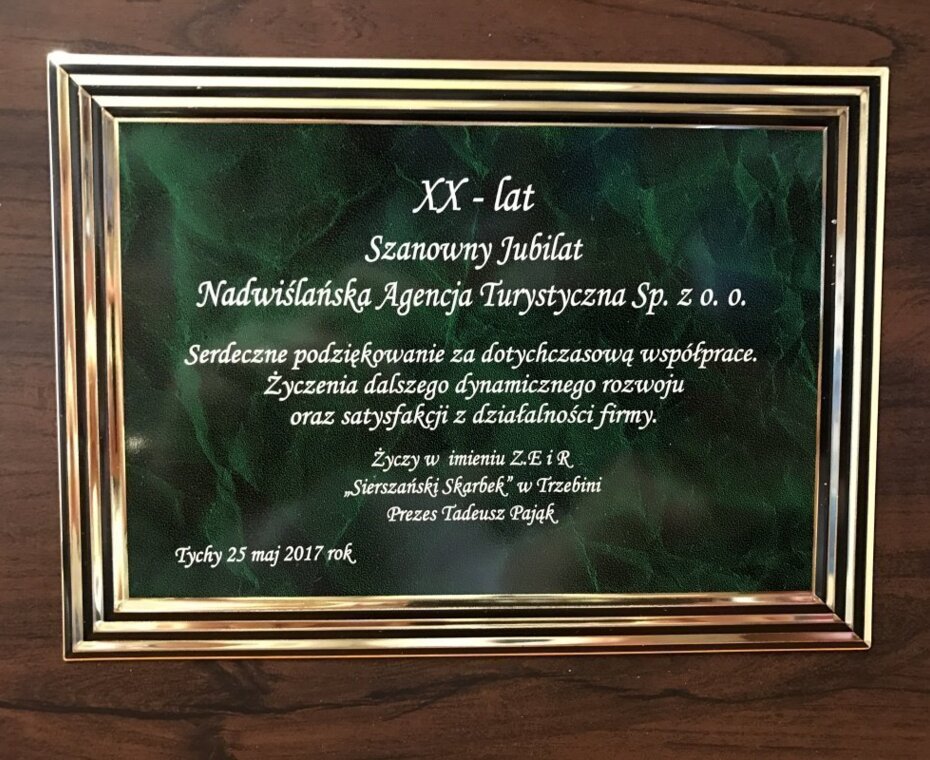 XX - lat
Szanowny Jubilat
Nadwiślańska Agencja Turystyczna Sp. z o. o.
Serdeczne podziękowanie za dotychczasową współprace.
Życzenia dalszego dynamicznego rozwoju
oraz satysfakcji z działalności firmy.
Życzy w imieniu Z.E i R
„Sierszański Skarbek” w Trzebini
Prezes Tadeusz Pająk
Tychy 25 maj 2017 rok